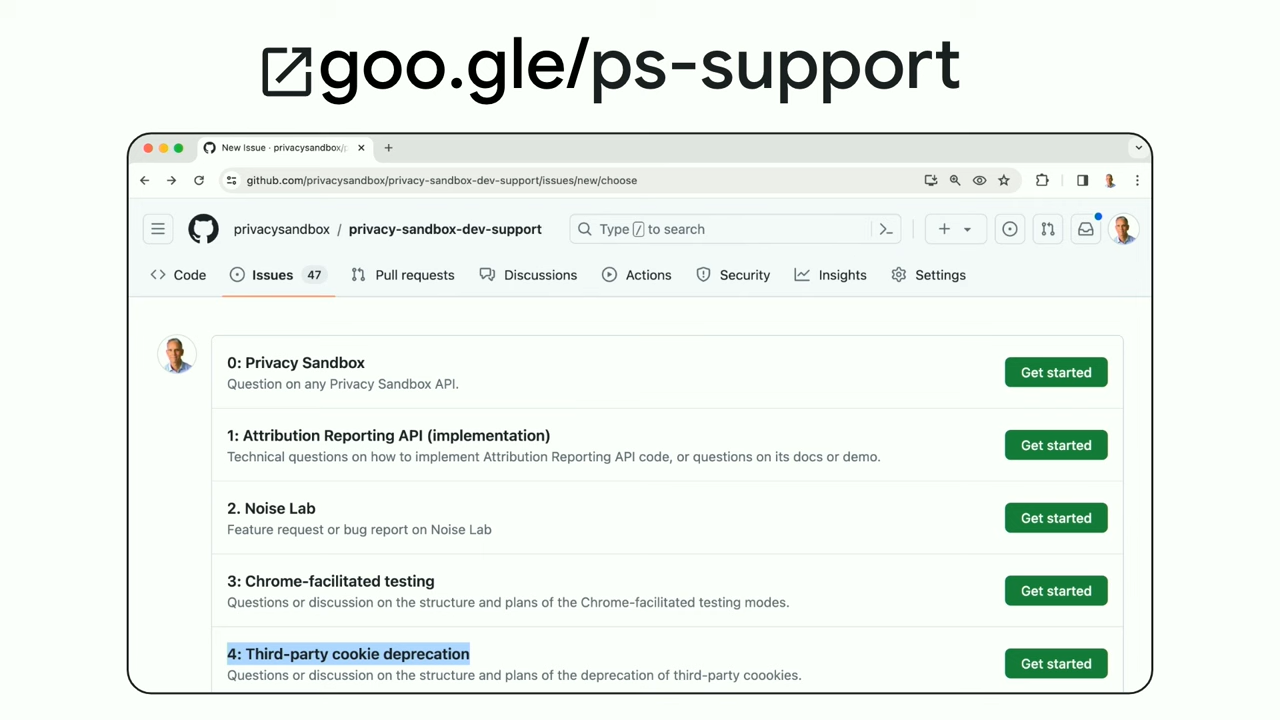 goo.gle/ps-support
New Issue · privacysandbox/p
github.com/privacysandbox/privacy-sandbox-dev-support/issues/new/choose
privacysandbox / privacy-sandbox-dev-support
Type / to search
Code
Issues 47
Pull requests
Discussions
Actions
Security
Insights
Settings
0: Privacy Sandbox
Question on any Privacy Sandbox API.
Get started
1: Attribution Reporting API (implementation)
Technical questions on how to implement Attribution Reporting API code, or questions on its docs or demo.
Get started
2. Noise Lab
Feature request or bug report on Noise Lab
Get started
3: Chrome-facilitated testing
Questions or discussion on the structure and plans of the Chrome-facilitated testing modes.
Get started
4: Third-party cookie deprecation
Questions or discussion on the structure and plans of the deprecation of third-party coookies.
Get started